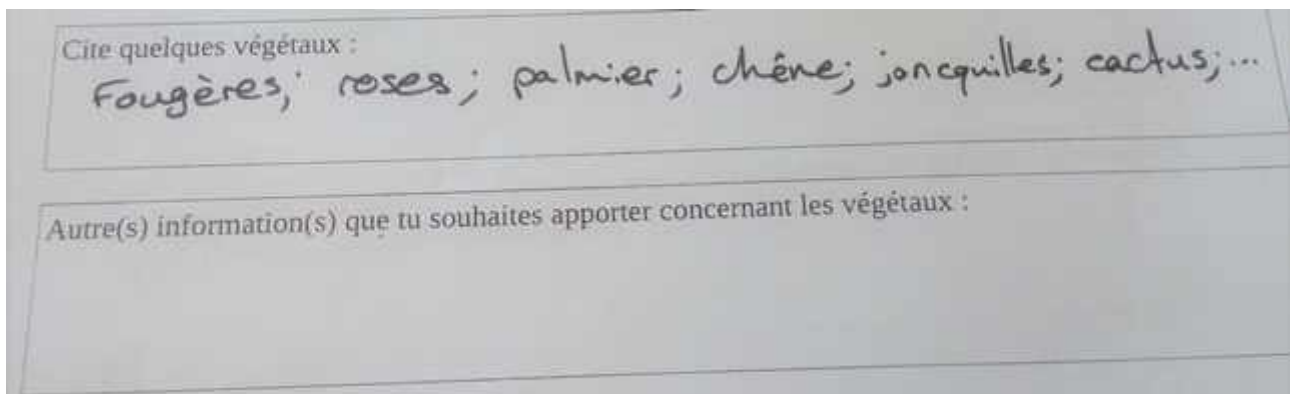 Cite quelques végétaux :
Fougères; roses; palmier; chêne; joncquilles; cactus;...
Autre(s) information(s) que tu souhaites apporter concernant les végétaux :